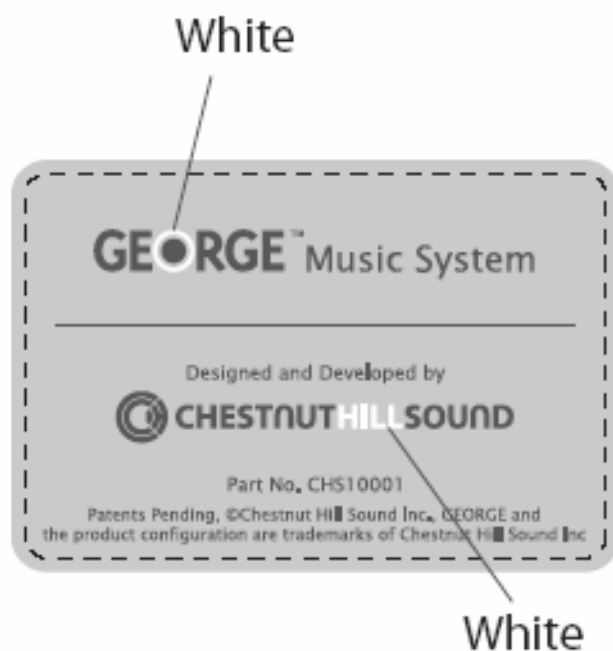 White
GEORGE™ Music System
Designed and Developed by
CHESTNUTHILLSOUND
Part No. CHS10001
Patents Pending, ©Chestnut Hill Sound Inc., GEORGE and
the product configuration are trademarks of Chestnut Hill Sound Inc
White